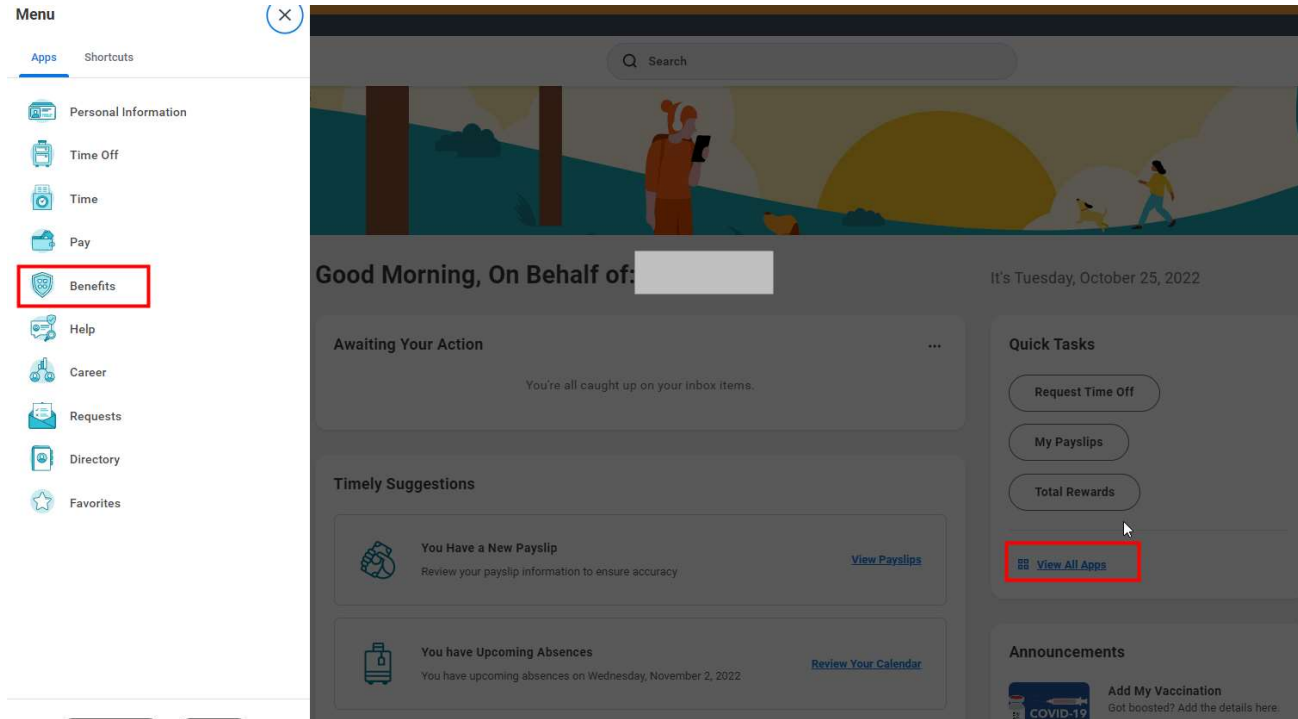 Menu
Apps
Shortcuts
Personal Information
Time Off
Time
Pay
Benefits
Help
Career
Requests
Directory
Favorites
Search
Good Morning, On Behalf of:
It's Tuesday, October 25, 2022
Awaiting Your Action
You're all caught up on your inbox items.
Timely Suggestions
You Have a New Payslip
Review your payslip information to ensure accuracy
View Payslips
You have Upcoming Absences
You have upcoming absences on Wednesday, November 2, 2022
Review Your Calendar
Quick Tasks
Request Time Off
My Payslips
Total Rewards
View All Apps
Announcements
COVID-19
Add My Vaccination
Got boosted? Add the details here.